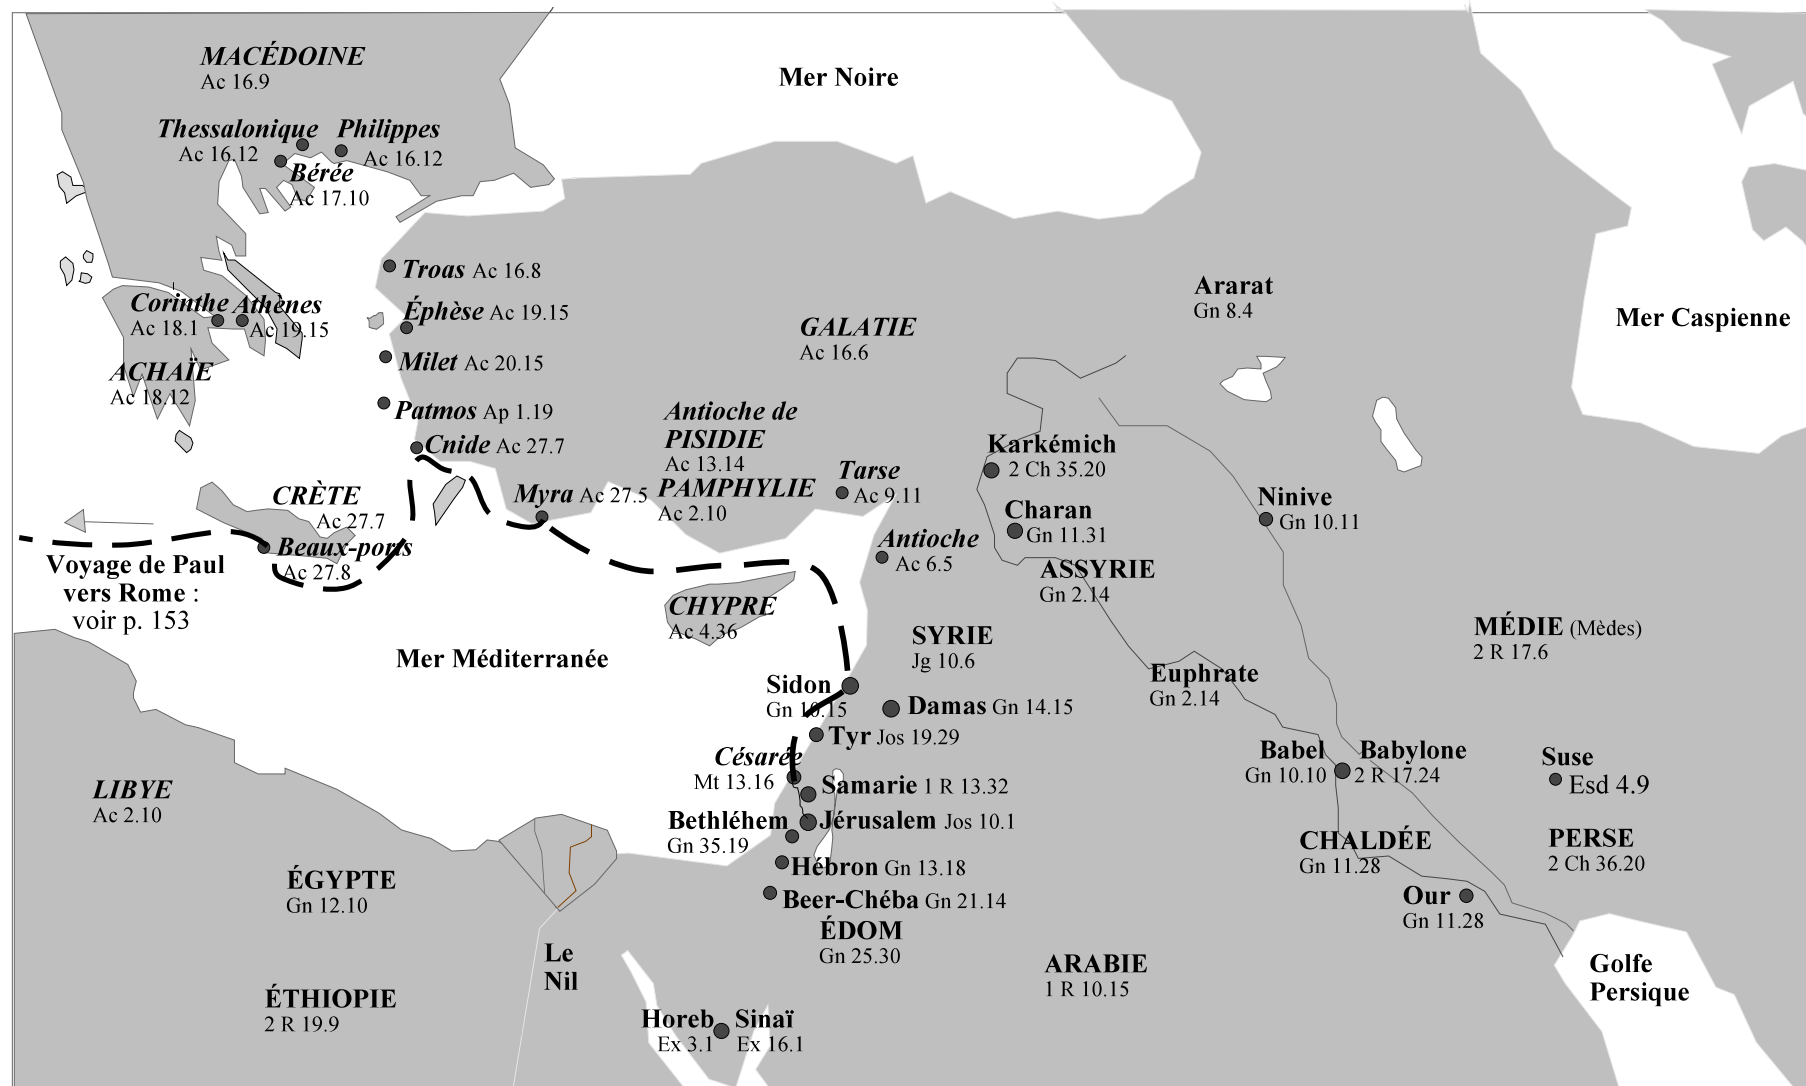 MACÉDOINE
Ac 16.9
Mer Noire
Thessalonique
Ac 16.12
Philippes
Ac 16.12
Bérée
Ac 17.10
Troas Ac 16.8
Éphèse Ac 19.15
Milet Ac 20.15
Patmos Ap 1.19
Cnide Ac 27.7
Corinthe
Ac 18.1
Athènes
Ac 19.15
ACHAÏE
Ac 18.12
GALATIE
Ac 16.6
Ararat
Gn 8.4
Mer Caspienne
Antioche de
PISIDIE
Ac 13.14
PAMPHYLIE
Ac 2.10
Myra Ac 27.5
Tarse
Ac 9.11
Karkémich
2 Ch 35.20
Charan
Gn 11.31
Ninive
Gn 10.11
CRÈTE
Ac 27.7
Beaux-ports
Ac 27.8
Voyage de Paul
vers Rome :
voir p. 153
Antioche
Ac 6.5
ASSYRIE
Gn 2.14
CHYPRE
Ac 4.36
SYRIE
Jg 10.6
MÉDIE (Mèdes)
2 R 17.6
Mer Méditerranée
Euphrate
Gn 2.14
Sidon
Gn 10.15
Damas Gn 14.15
Tyr Jos 19.29
Césarée
Mt 13.16
Samarie 1 R 13.32
Babel
Gn 10.10
Babylone
2 R 17.24
Suse
Esd 4.9
LIBYE
Ac 2.10
Bethléhem
Gn 35.19
Jérusalem Jos 10.1
CHALDÉE
Gn 11.28
PERSE
2 Ch 36.20
Hébron Gn 13.18
ÉGYPTE
Gn 12.10
Beer-Chéba Gn 21.14
Our
Gn 11.28
ÉDOM
Gn 25.30
Le
Nil
ARABIE
1 R 10.15
Golfe
Persique
ÉTHIOPIE
2 R 19.9
Horeb
Ex 3.1
Sinaï
Ex 16.1